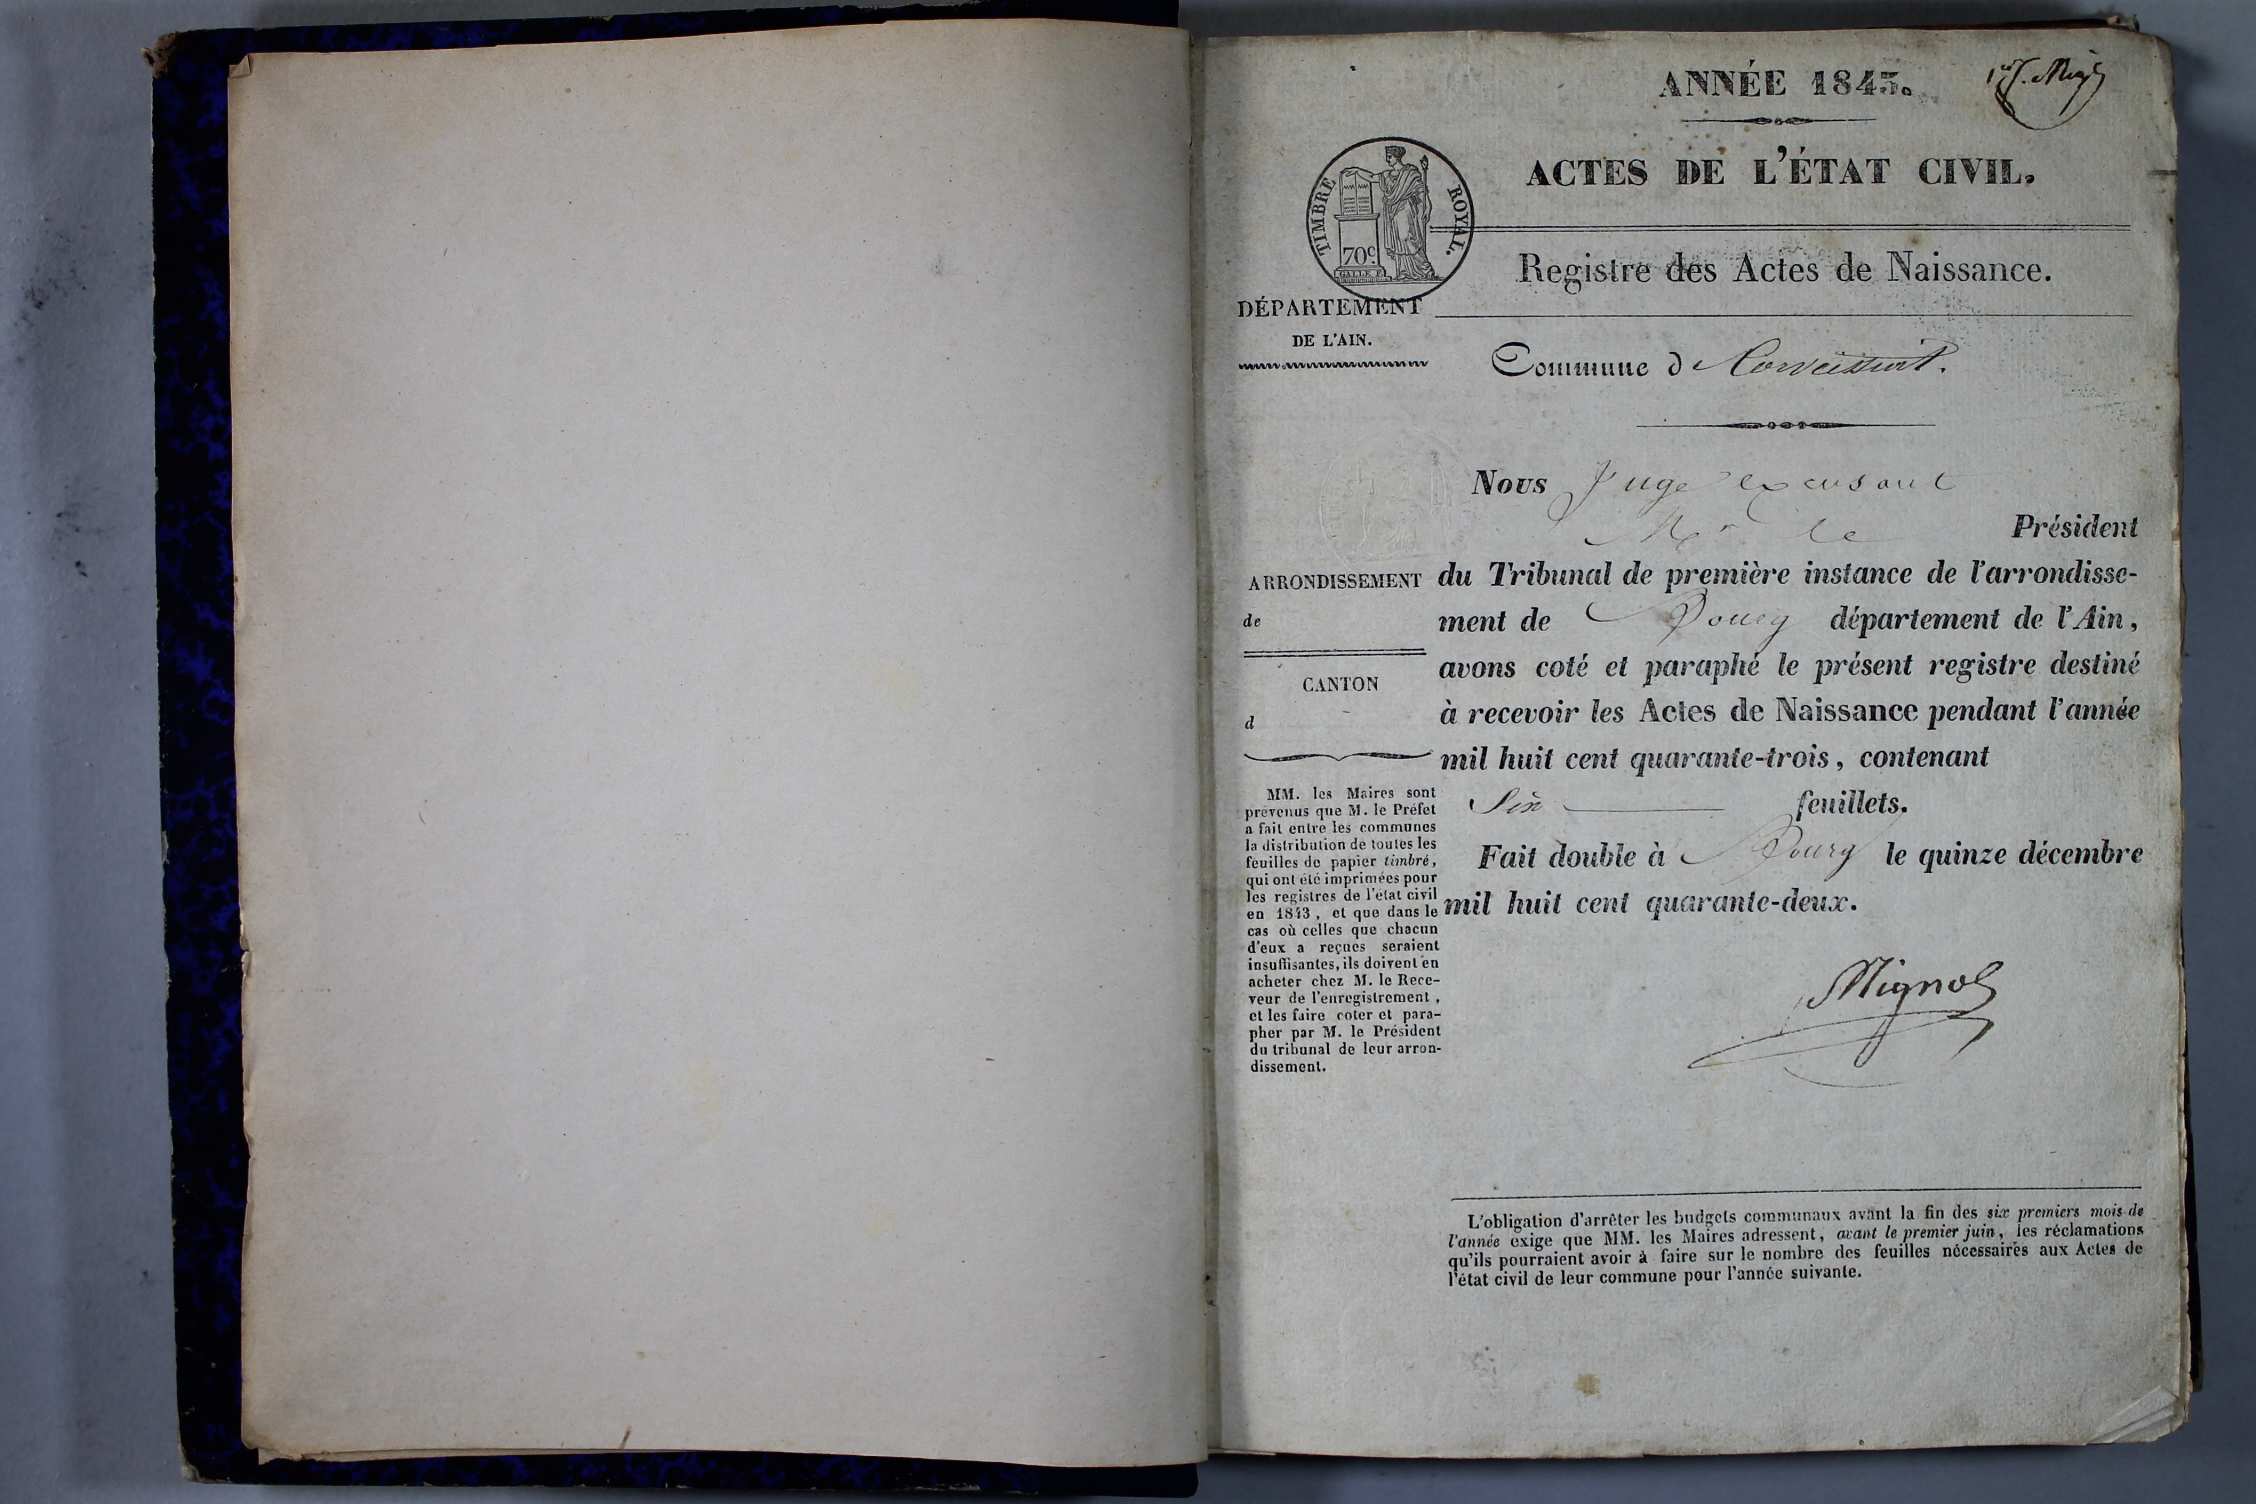 ANNÉE 1843.
ACTES DE L'ÉTAT CIVIL.
TIMBRE ROYAL.
70c.
Registre des Actes de Naissance.
DÉPARTEMENT
DE L'AIN.
Commune d
Nous Juge excusant
Mr le Président
ARRONDISSEMENT
de
CANTON
d
du Tribunal de première instance de l'arrondisse-
ment de Bourg département de l'Ain,
avons coté et paraphé le présent registre destiné
à recevoir les Actes de Naissance pendant l'année
mil huit cent quarante-trois, contenant
Six feuillets.
Fait double à Bourg le quinze décembre
mil huit cent quarante-deux.
MM. les Maires sont
prévenus que M. le Préfet
a fait entre les communes
la distribution de toutes les
feuilles de papier timbré,
qui ont été imprimées pour
les registres de l'état civil
en 1843, et que dans le
cas où celles que chacun
d'eux a reçues seraient
insuffisantes, ils doivent en
acheter chez M. le Rece-
veur de l'enregistrement,
et les faire coter et para-
pher par M. le Président
du tribunal de leur arron-
dissement.
L'obligation d'arrêter les budgets communaux avant la fin des six premiers mois de
l'année exige que MM. les Maires adressent, avant le premier juin, les réclamations
qu'ils pourraient avoir à faire sur le nombre des feuilles nécessaires aux Actes de
l'état civil de leur commune pour l'année suivante.